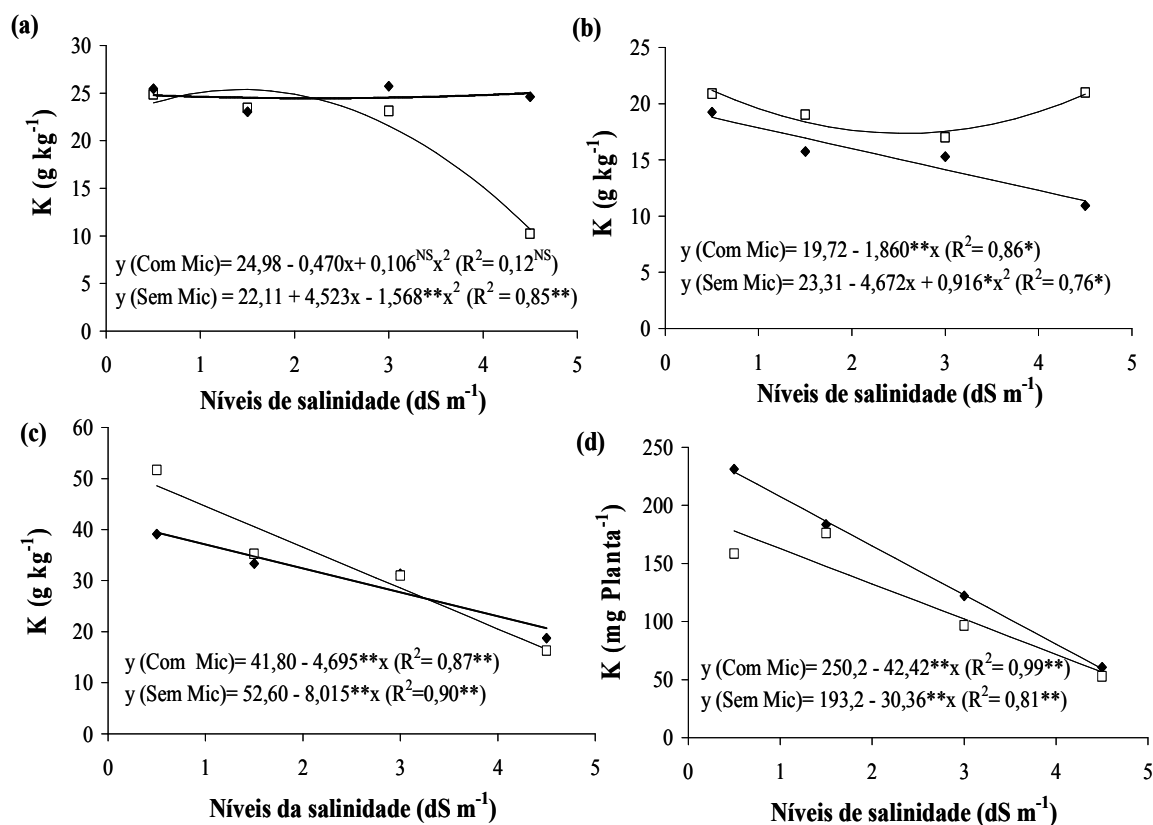 (a)
K (g kg⁻¹)
30
25
20
15
10
5
0
y (Com Mic)= 24,98 - 0,470x+ 0,106ᴺˢx² (R²= 0,12ᴺˢ)
y (Sem Mic) = 22,11 + 4,523x - 1,568**x² (R² = 0,85**)
0 1 2 3 4 5
Níveis de salinidade (dS m⁻¹)
(b)
K (g kg⁻¹)
25
20
15
10
5
0
y (Com Mic)= 19,72 - 1,860**x (R²= 0,86*)
y (Sem Mic)= 23,31 - 4,672x + 0,916*x² (R²= 0,76*)
0 1 2 3 4 5
Níveis de salinidade (dS m⁻¹)
(c)
K (g kg⁻¹)
60
50
40
30
20
10
0
y (Com Mic)= 41,80 - 4,695**x (R²= 0,87**)
y (Sem Mic)= 52,60 - 8,015**x (R²=0,90**)
0 1 2 3 4 5
Níveis da salinidade (dS m⁻¹)
(d)
K (mg Planta⁻¹)
250
200
150
100
50
0
y (Com Mic)= 250,2 - 42,42**x (R²= 0,99**)
y (Sem Mic)= 193,2 - 30,36**x (R²= 0,81**)
0 1 2 3 4 5
Níveis de salinidade (dS m⁻¹)